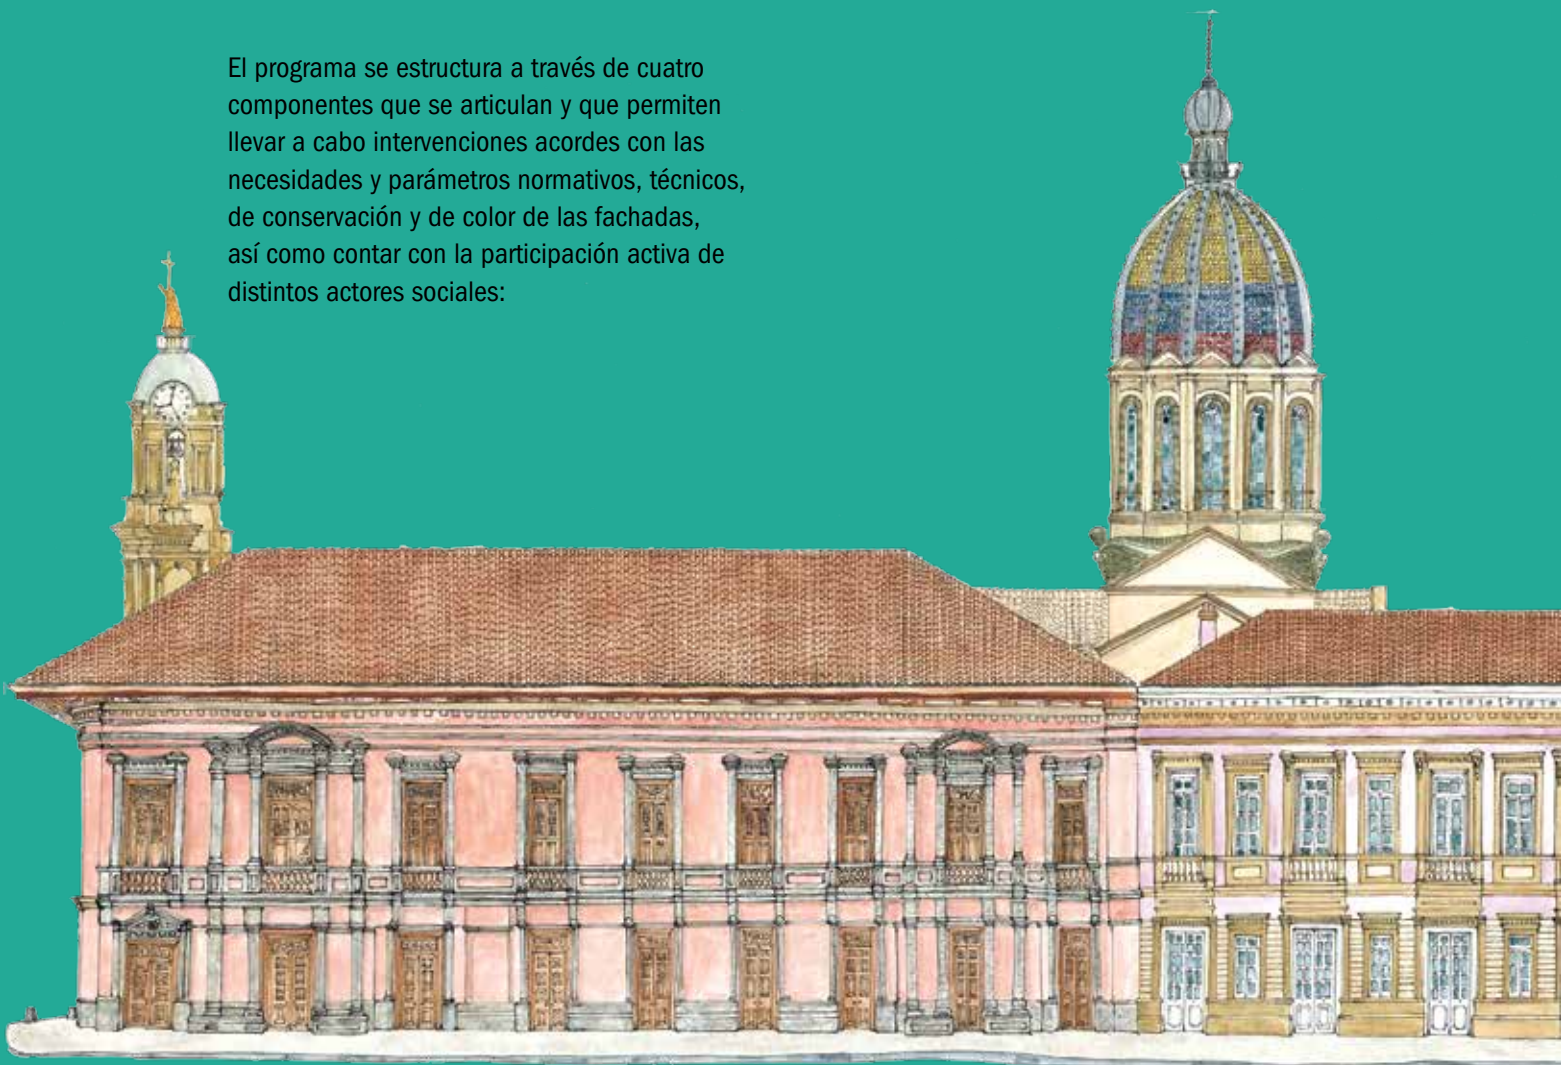 El programa se estructura a través de cuatro
componentes que se articulan y que permiten
llevar a cabo intervenciones acordes con las
necesidades y parámetros normativos, técnicos,
de conservación y de color de las fachadas,
así como contar con la participación activa de
distintos actores sociales: